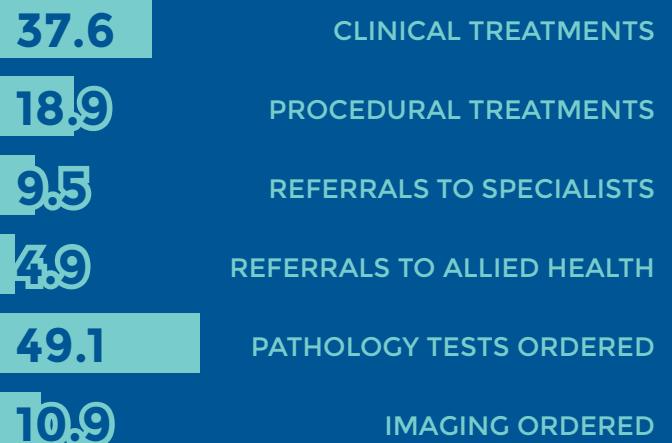 37.6 CLINICAL TREATMENTS
18.9 PROCEDURAL TREATMENTS
9.5 REFERRALS TO SPECIALISTS
4.9 REFERRALS TO ALLIED HEALTH
49.1 PATHOLOGY TESTS ORDERED
10.9 IMAGING ORDERED